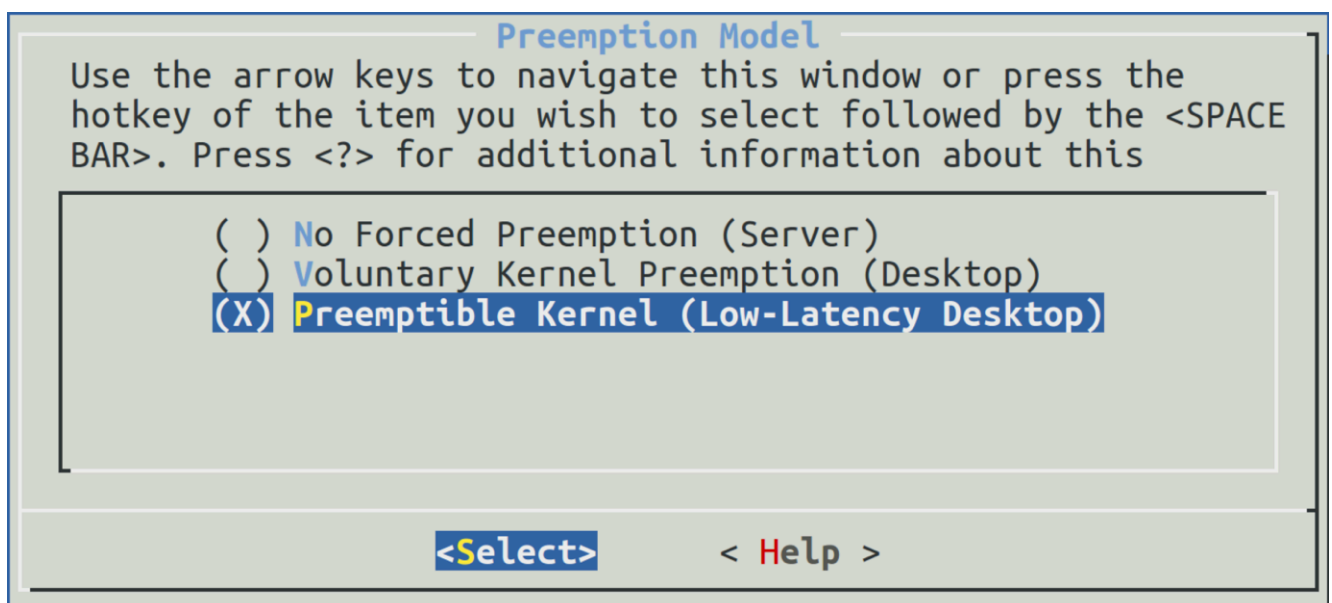 Preemption Model
Use the arrow keys to navigate this window or press the
hotkey of the item you wish to select followed by the <SPACE
BAR>. Press <?> for additional information about this
( ) No Forced Preemption (Server)
( ) Voluntary Kernel Preemption (Desktop)
(X) Preemptible Kernel (Low-Latency Desktop)
<Select> < Help >